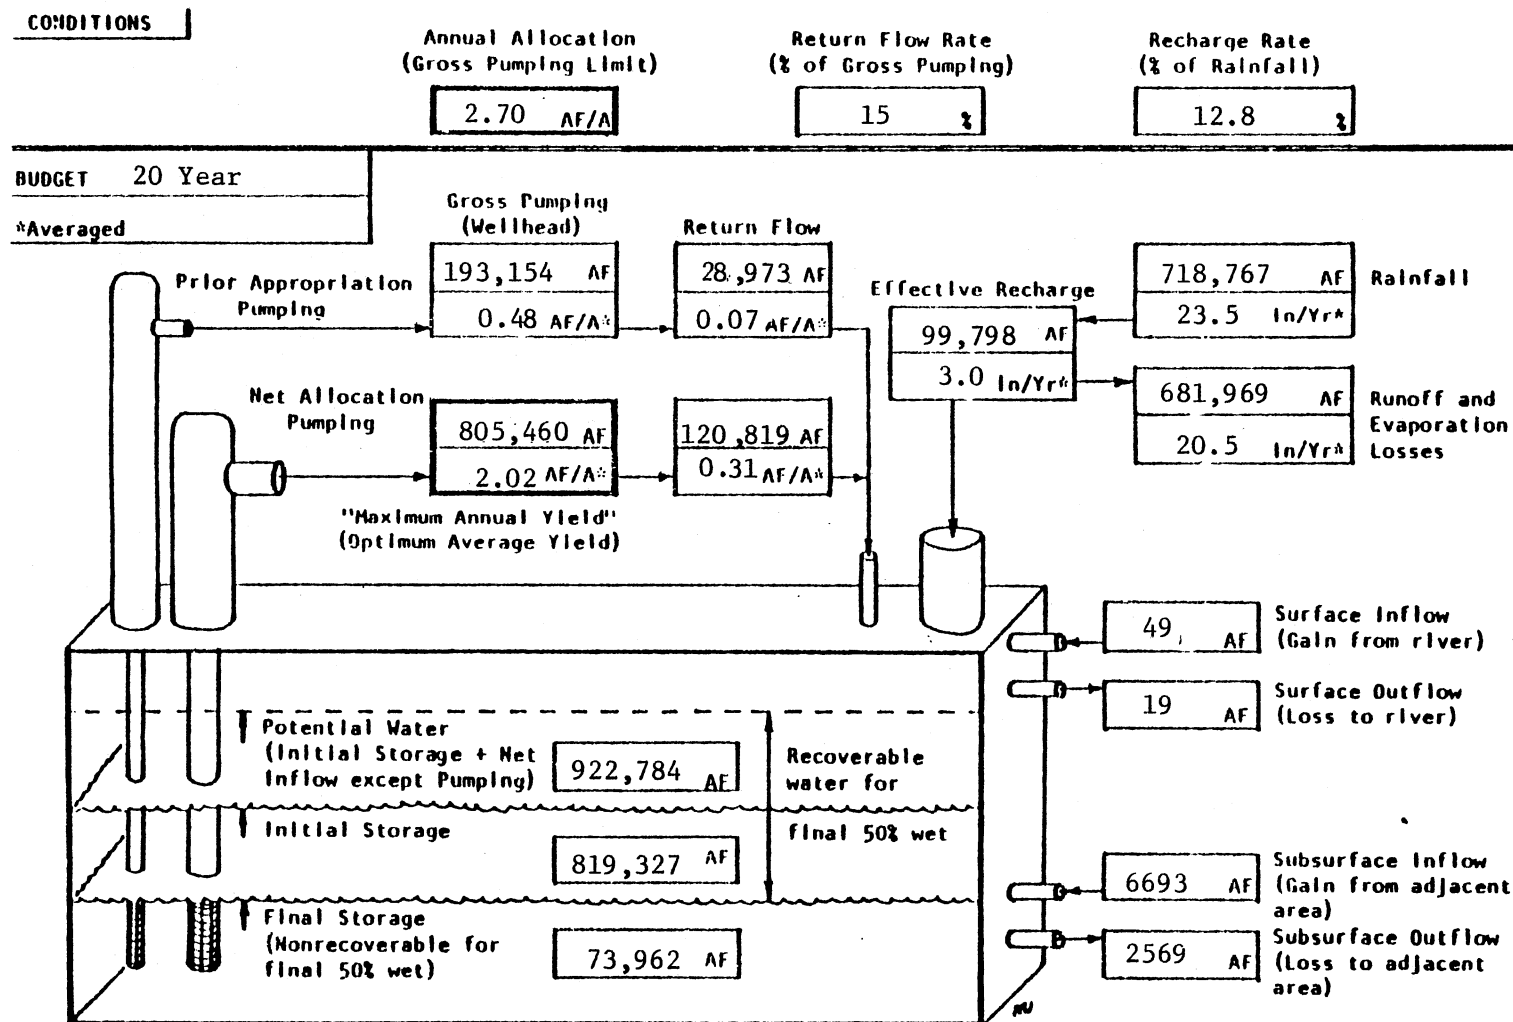 CONDITIONS
Annual Allocation
(Gross Pumping Limit)
2.70 AF/A
Return Flow Rate
(% of Gross Pumping)
15 %
Recharge Rate
(% of Rainfall)
12.8 %
BUDGET 20 Year
*Averaged
Gross Pumping
(Wellhead)
Return Flow
Prior Appropriation
Pumping
193,154 AF
0.48 AF/A*
28,973 AF
0.07 AF/A*
Effective Recharge
99,798 AF
3.0 In/Yr*
718,767 AF
23.5 In/Yr*
Rainfall
681,969 AF
20.5 In/Yr*
Runoff and
Evaporation
Losses
Net Allocation
Pumping
805,460 AF
2.02 AF/A*
120,819 AF
0.31 AF/A*
"Maximum Annual Yield"
(Optimum Average Yield)
49 AF
Surface Inflow
(Gain from river)
19 AF
Surface Outflow
(Loss to river)
Potential Water
(Initial Storage + Net
Inflow except Pumping)
922,784 AF
Recoverable
water for
final 50% wet
Initial Storage
819,327 AF
Final Storage
(Nonrecoverable for
final 50% wet)
73,962 AF
6693 AF
Subsurface Inflow
(Gain from adjacent
area)
2569 AF
Subsurface Outflow
(Loss to adjacent
area)